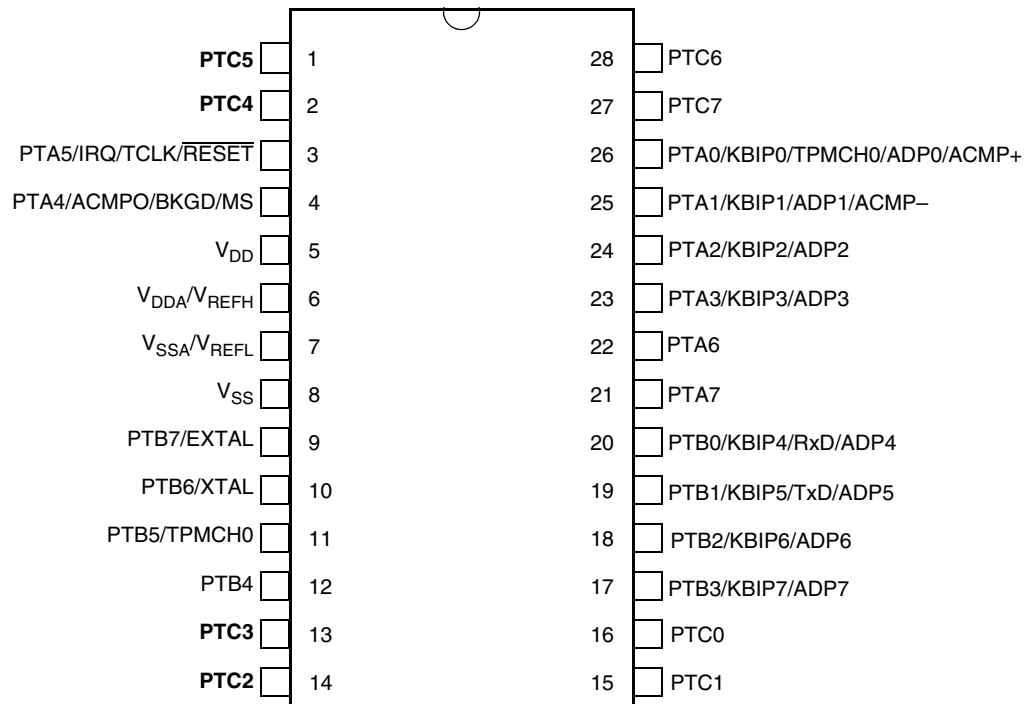 PTC5 1 28 PTC6
PTC4 2 27 PTC7
PTA5/IRQ/TCLK/RESET 3 26 PTA0/KBIP0/TPMCH0/ADP0/ACMP+
PTA4/ACMPO/BKGD/MS 4 25 PTA1/KBIP1/ADP1/ACMP–
VDD 5 24 PTA2/KBIP2/ADP2
VDDA/VREFH 6 23 PTA3/KBIP3/ADP3
VSSA/VREFL 7 22 PTA6
VSS 8 21 PTA7
PTB7/EXTAL 9 20 PTB0/KBIP4/RxD/ADP4
PTB6/XTAL 10 19 PTB1/KBIP5/TxD/ADP5
PTB5/TPMCH0 11 18 PTB2/KBIP6/ADP6
PTB4 12 17 PTB3/KBIP7/ADP7
PTC3 13 16 PTC0
PTC2 14 15 PTC1